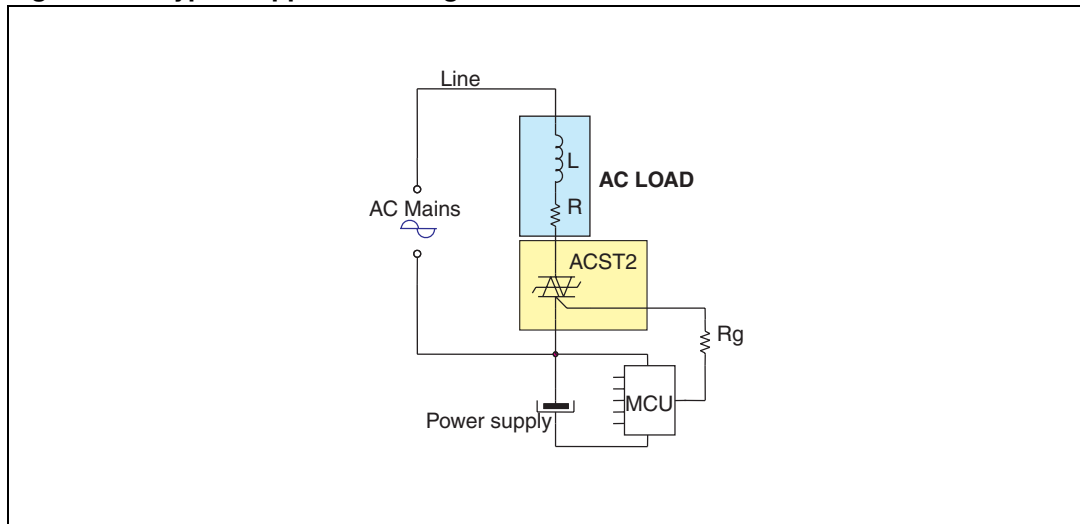 Line
L
AC LOAD
R
AC Mains
ACST2
Rg
MCU
Power supply